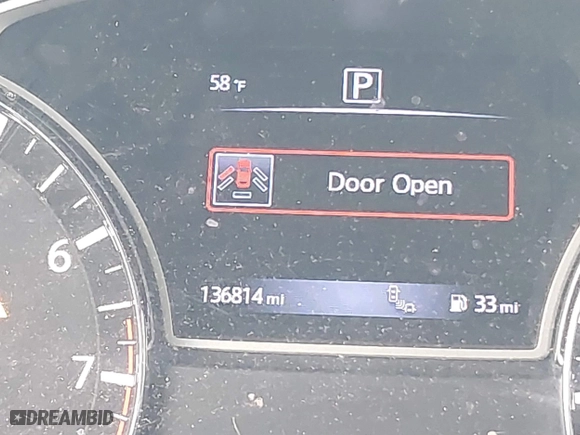 58 °F P
Door Open
136814 mi 33 mi
6
7
DREAMBID